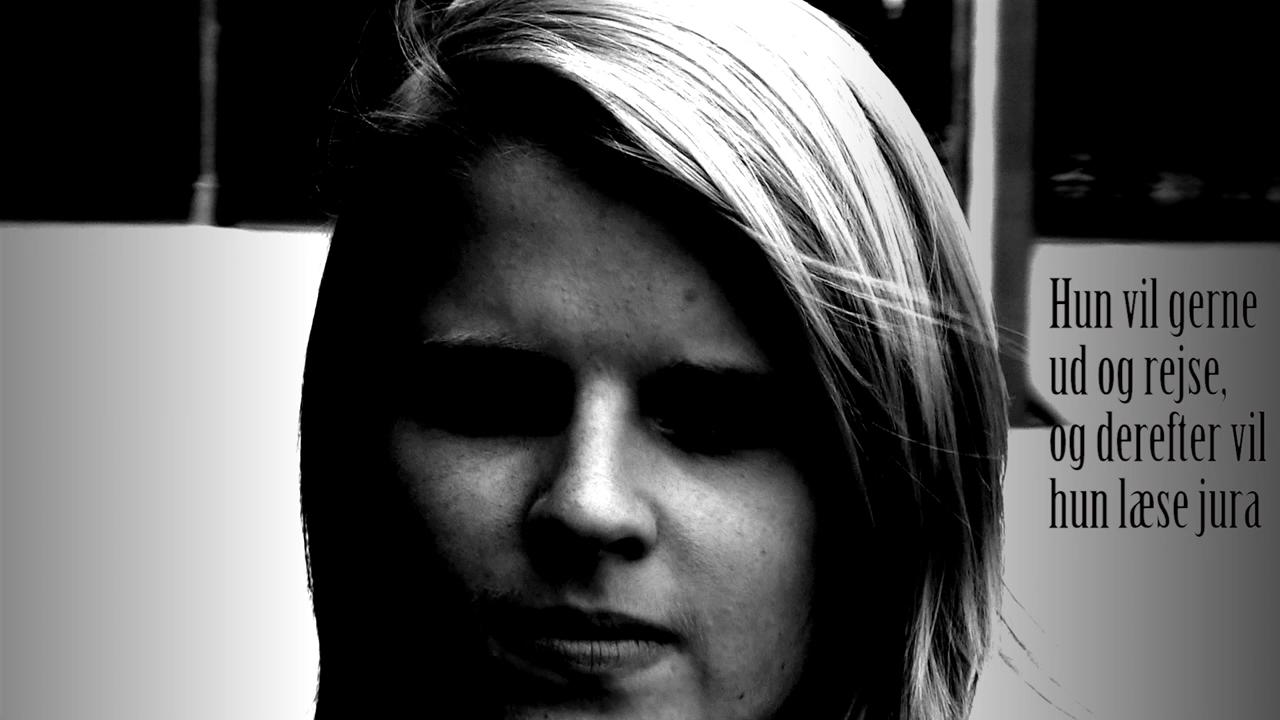 Hun vil gerne
ud og rejse,
og derefter vil
hun læse jura